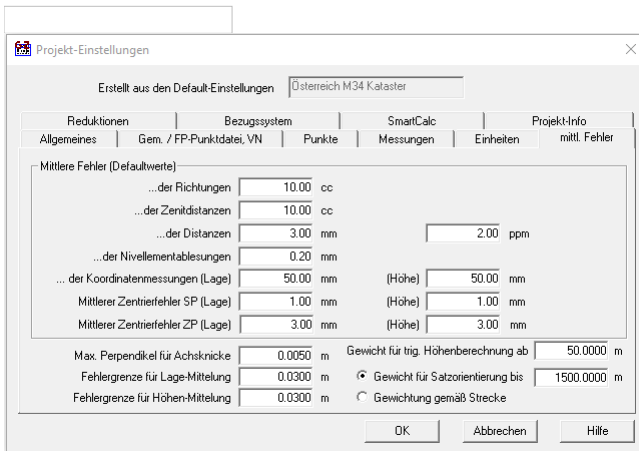 Projekt-Einstellungen
Erstellt aus den Default-Einstellungen Österreich M34 Kataster
Reduktionen Bezugssystem SmartCalc Projekt-Info
Allgemeines Gem. / FP-Punktdatei, VN Punkte Messungen Einheiten mittl. Fehler
Mittlere Fehler (Defaultwerte)
...der Richtungen 10.00 cc
...der Zenitdistanzen 10.00 cc
...der Distanzen 3.00 mm 2.00 ppm
...der Nivellementablesungen 0.20 mm
... der Koordinatenmessungen (Lage) 50.00 mm (Höhe) 50.00 mm
Mittlerer Zentrierfehler SP (Lage) 1.00 mm (Höhe) 1.00 mm
Mittlerer Zentrierfehler ZP (Lage) 3.00 mm (Höhe) 3.00 mm
Max. Perpendikel für Achsknicke 0.0050 m Gewicht für trig. Höhenberechnung ab 50.0000 m
Fehlergrenze für Lage-Mittelung 0.0300 m Gewicht für Satzorientierung bis 1500.0000 m
Fehlergrenze für Höhen-Mittelung 0.0300 m Gewichtung gemäß Strecke
OK Abbrechen Hilfe